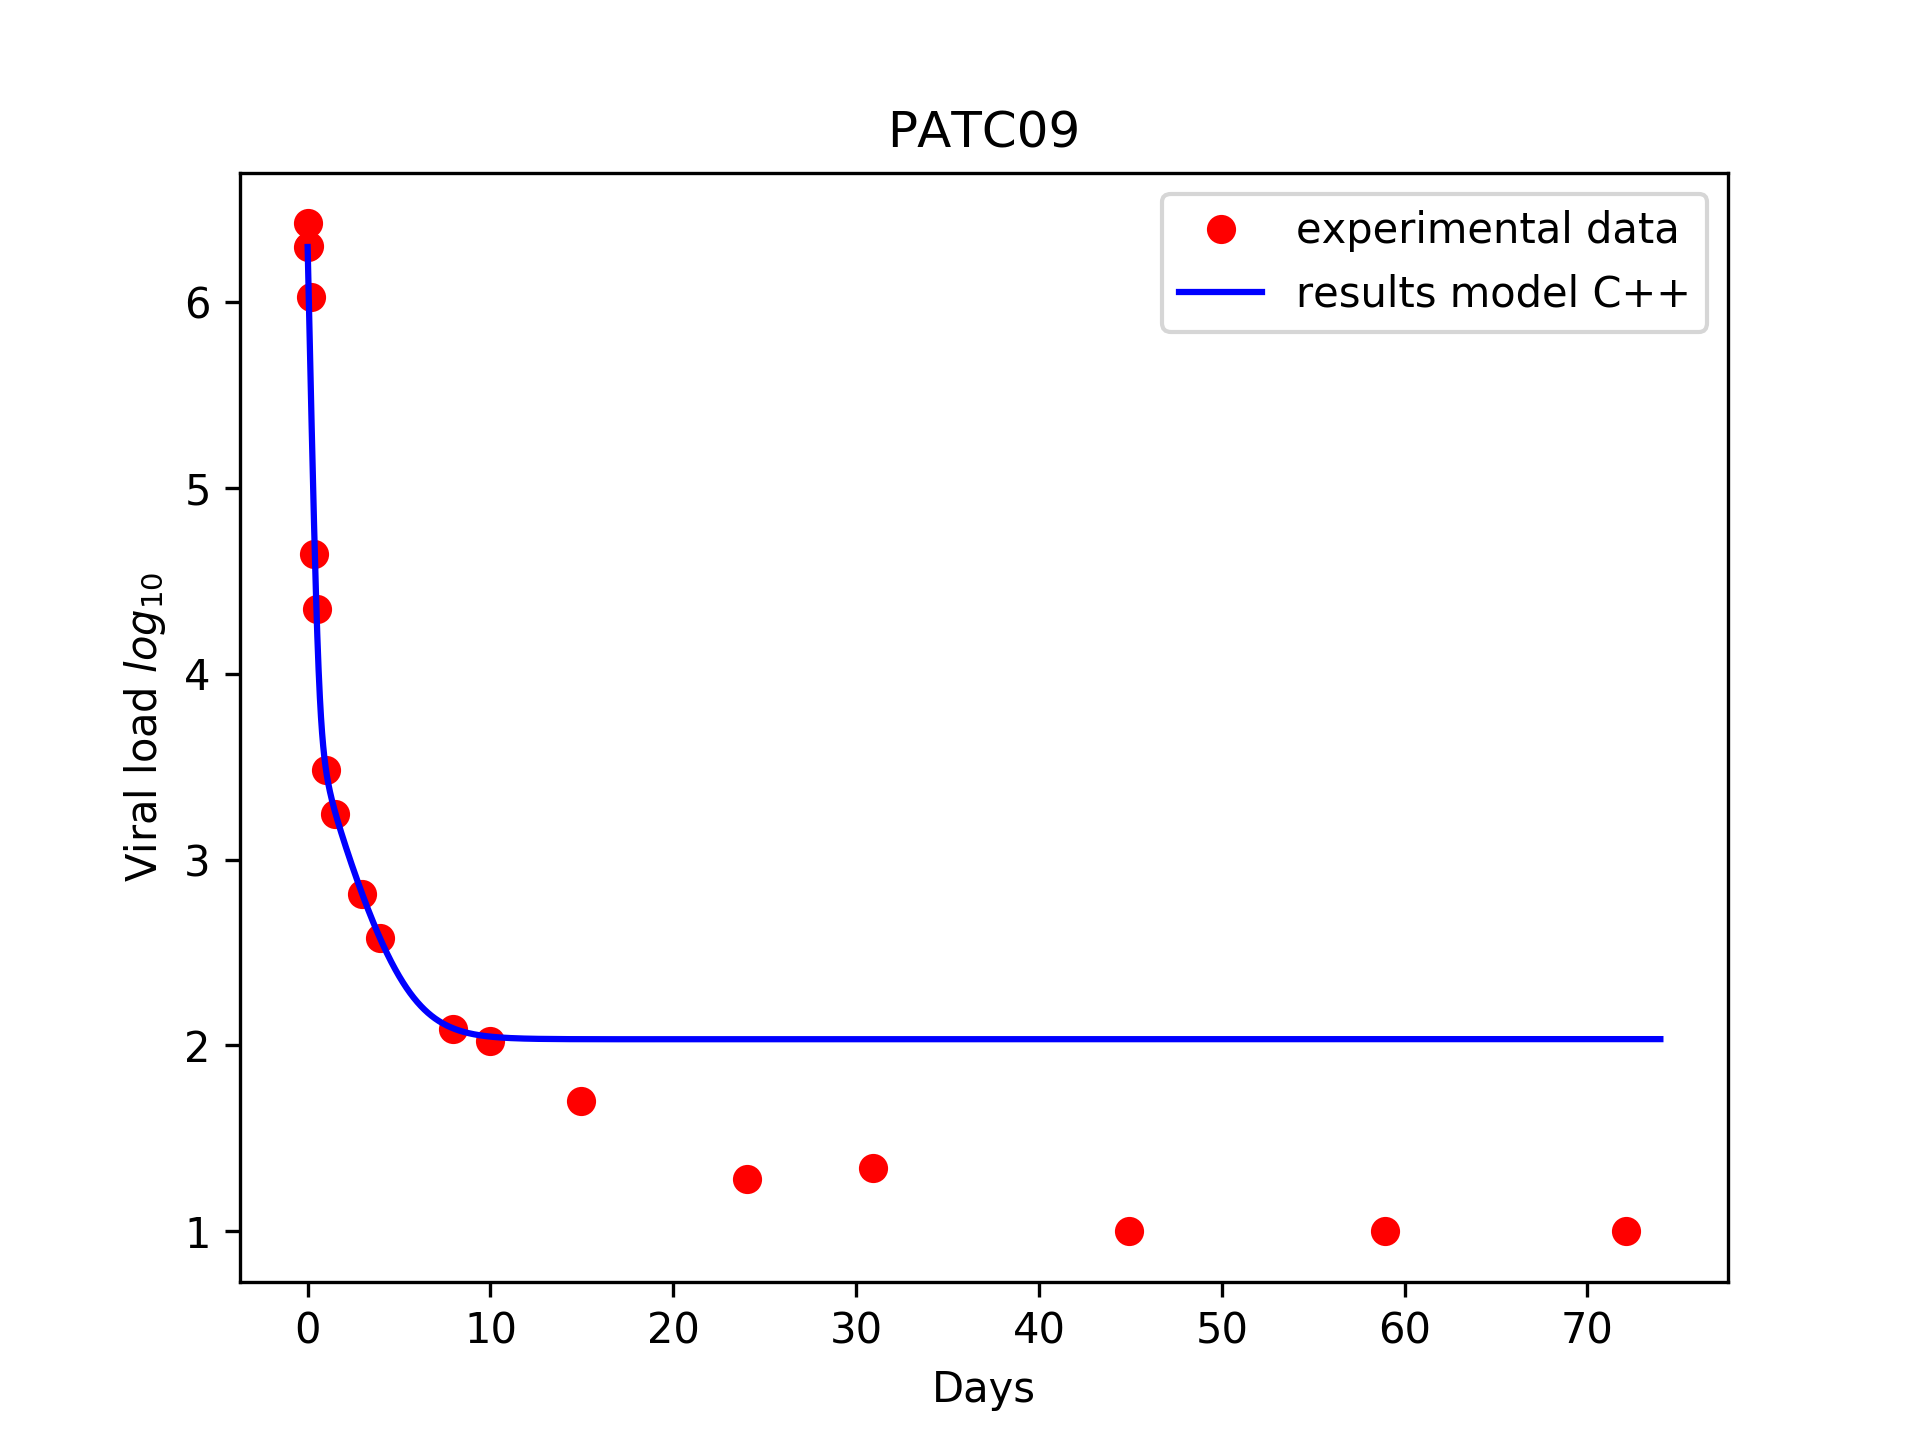 PATC09
experimental data
results model C++
6
5
4
3
2
1
Viral load log₁₀
0 10 20 30 40 50 60 70
Days